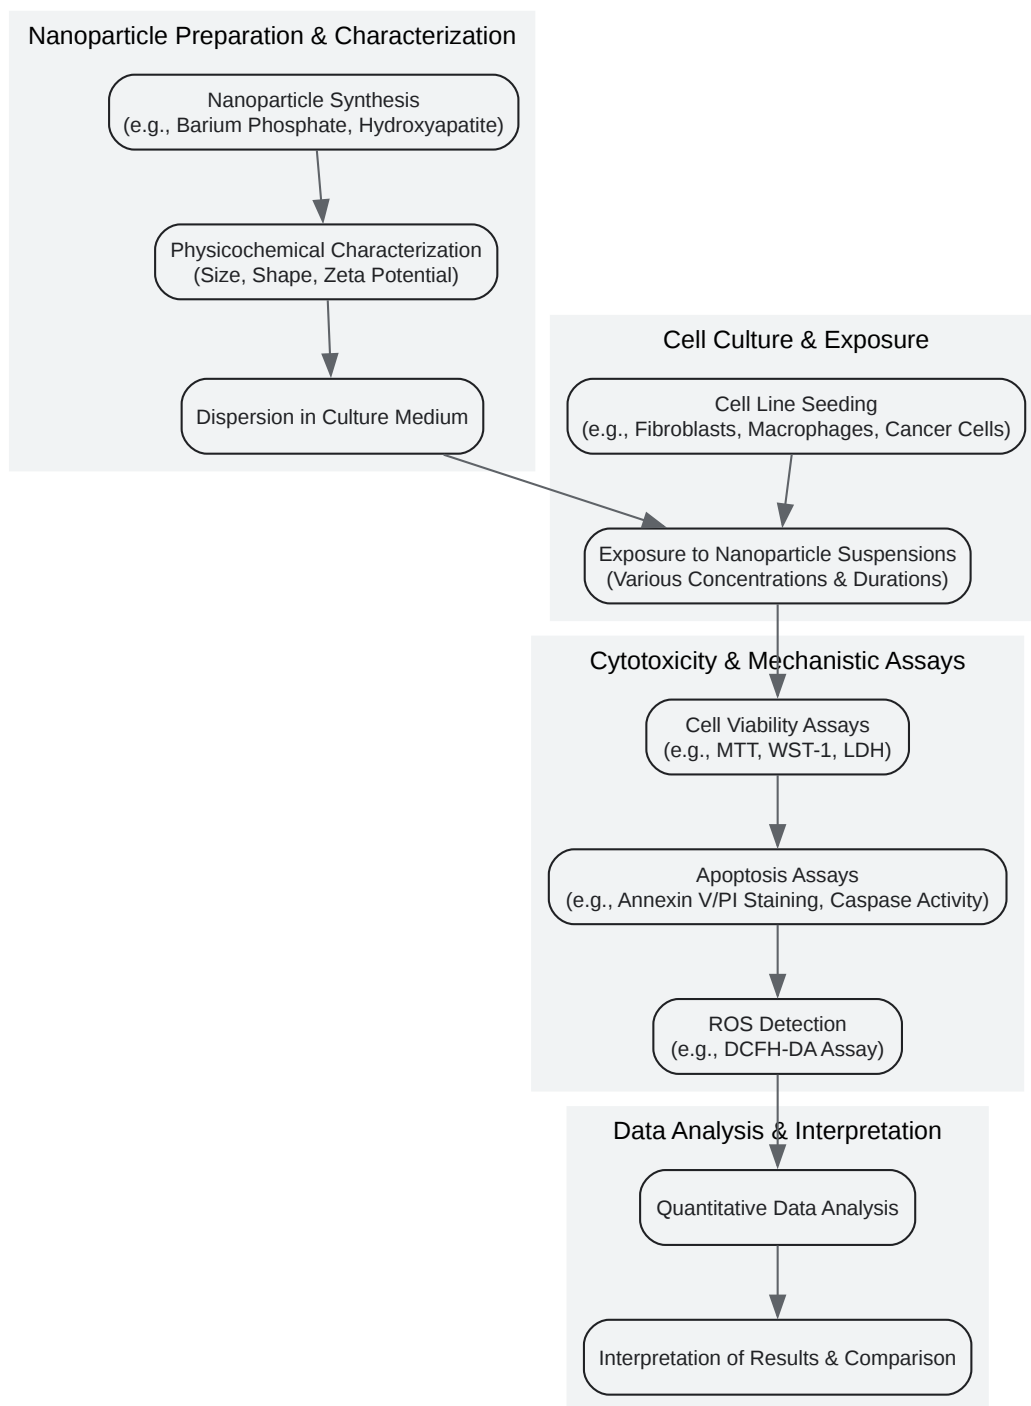 Nanoparticle Preparation & Characterization
Nanoparticle Synthesis
(e.g., Barium Phosphate, Hydroxyapatite)
Physicochemical Characterization
(Size, Shape, Zeta Potential)
Dispersion in Culture Medium
Cell Culture & Exposure
Cell Line Seeding
(e.g., Fibroblasts, Macrophages, Cancer Cells)
Exposure to Nanoparticle Suspensions
(Various Concentrations & Durations)
Cytotoxicity & Mechanistic Assays
Cell Viability Assays
(e.g., MTT, WST-1, LDH)
Apoptosis Assays
(e.g., Annexin V/PI Staining, Caspase Activity)
ROS Detection
(e.g., DCFH-DA Assay)
Data Analysis & Interpretation
Quantitative Data Analysis
Interpretation of Results & Comparison